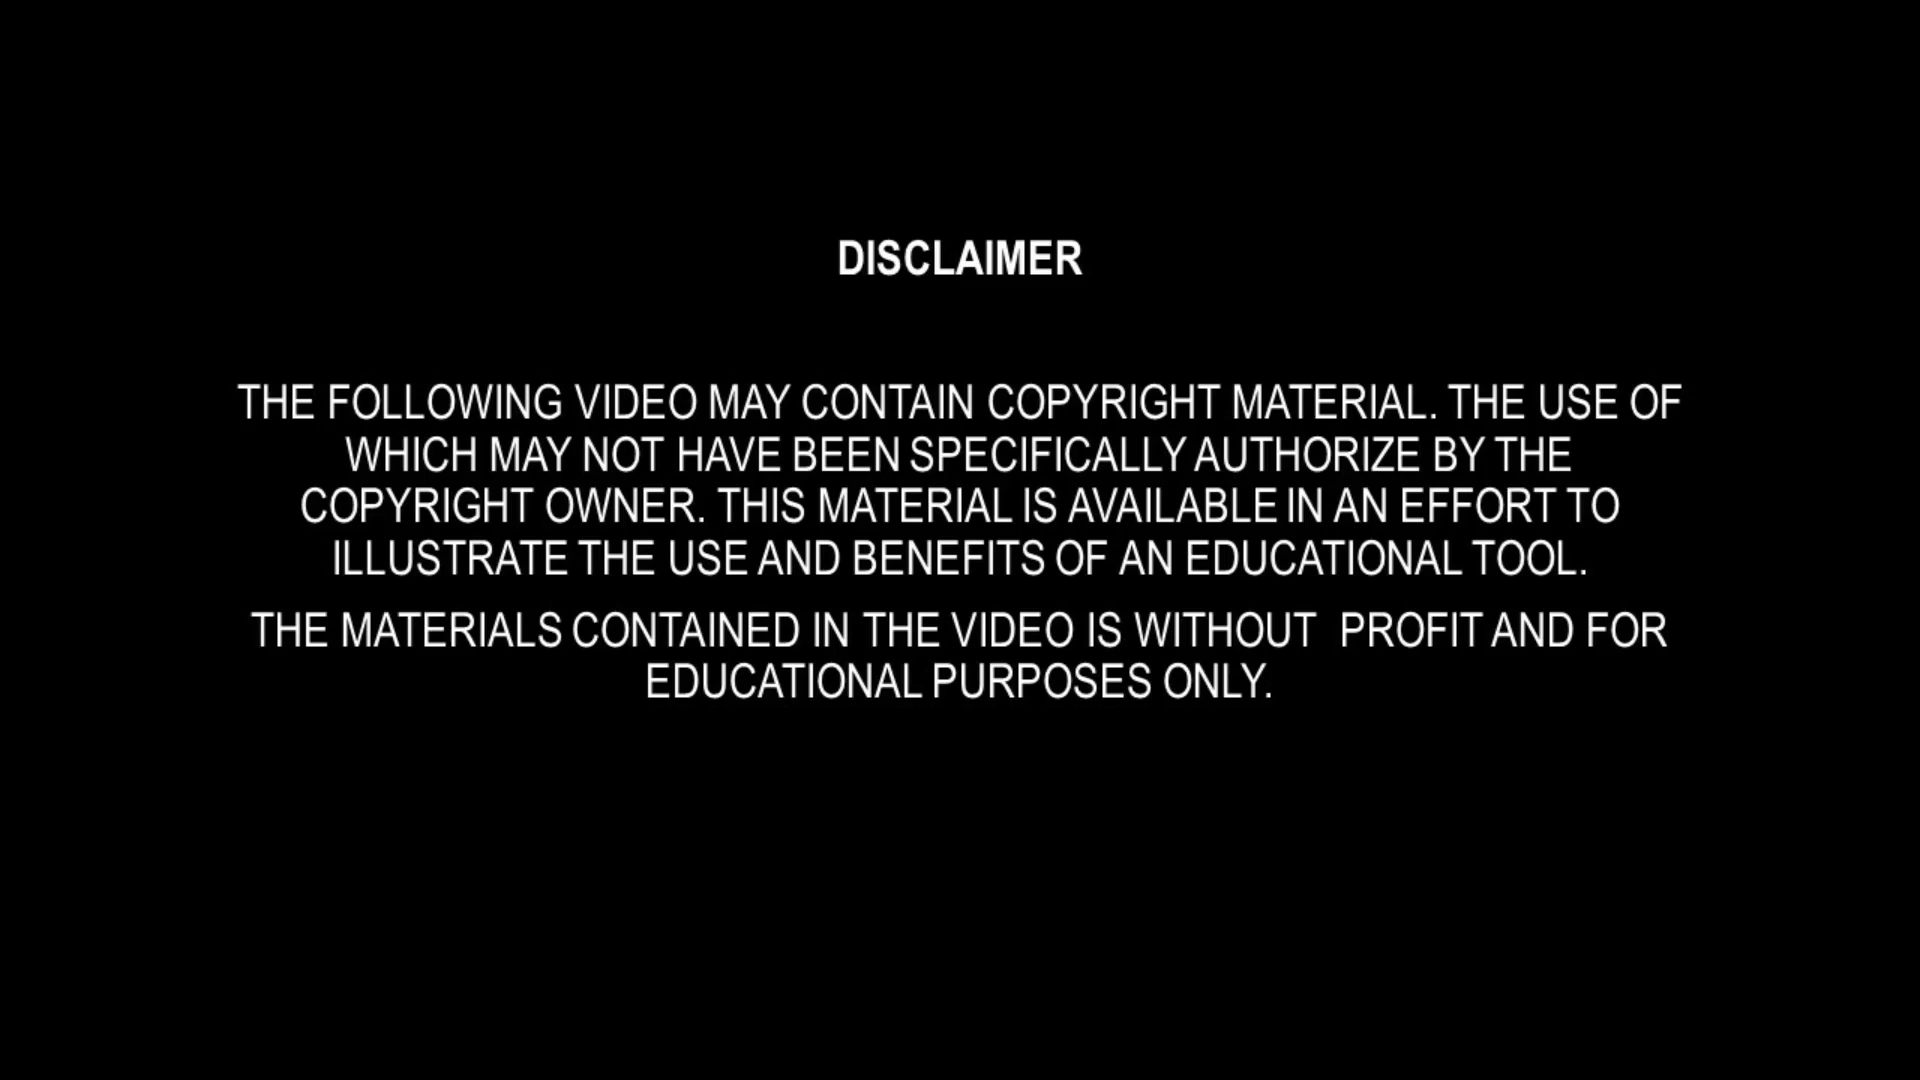 DISCLAIMER
THE FOLLOWING VIDEO MAY CONTAIN COPYRIGHT MATERIAL. THE USE OF
WHICH MAY NOT HAVE BEEN SPECIFICALLY AUTHORIZE BY THE
COPYRIGHT OWNER. THIS MATERIAL IS AVAILABLE IN AN EFFORT TO
ILLUSTRATE THE USE AND BENEFITS OF AN EDUCATIONAL TOOL.
THE MATERIALS CONTAINED IN THE VIDEO IS WITHOUT  PROFIT AND FOR
EDUCATIONAL PURPOSES ONLY.